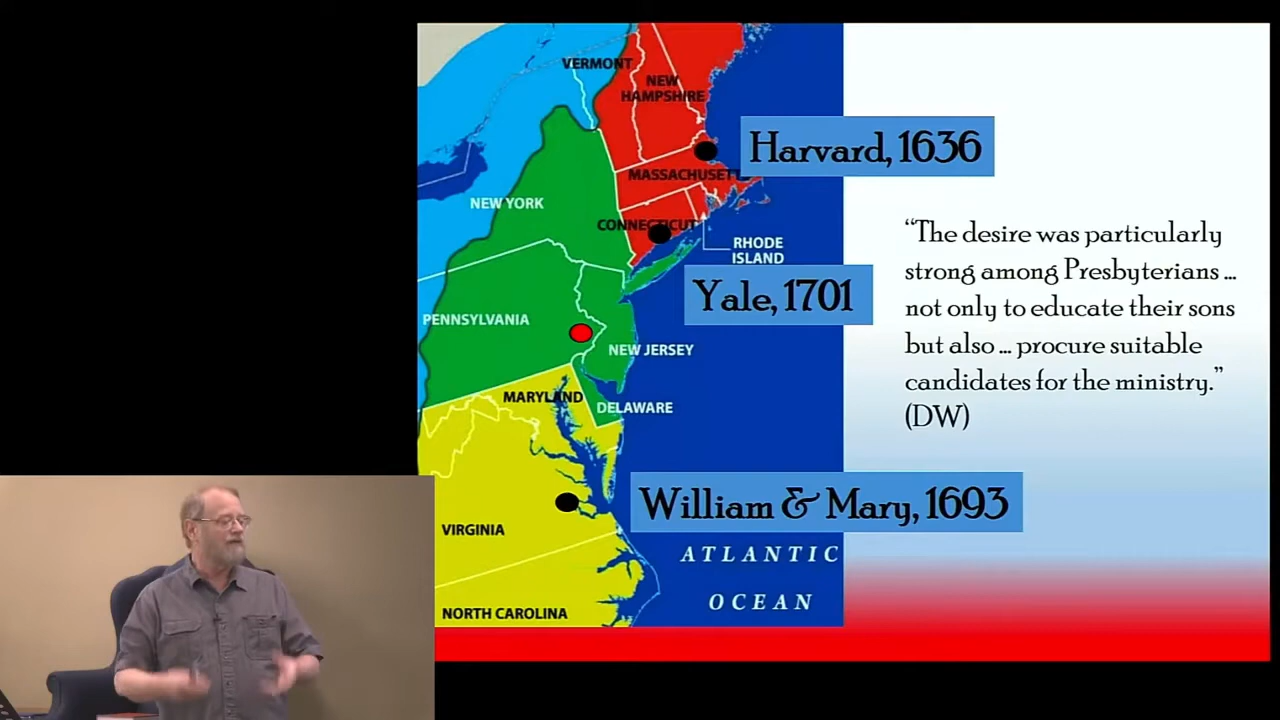 VERMONT
NEW
HAMPSHIRE
Harvard, 1636
MASSACHUSETT
NEW YORK
CONNECTICUT
RHODE
ISLAND
Yale, 1701
PENNSYLVANIA
NEW JERSEY
MARYLAND
DELAWARE
William & Mary, 1693
VIRGINIA
ATLANTIC
OCEAN
NORTH CAROLINA
“The desire was particularly
strong among Presbyterians ...
not only to educate their sons
but also ... procure suitable
candidates for the ministry.”
(DW)